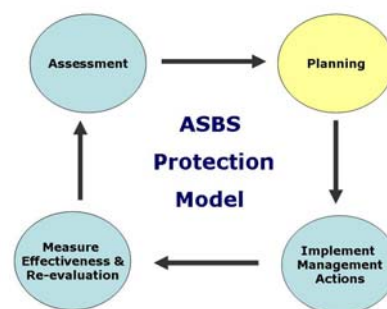 Assessment
Planning
ASBS
Protection
Model
Measure
Effectiveness &
Re-evaluation
Implement
Management
Actions